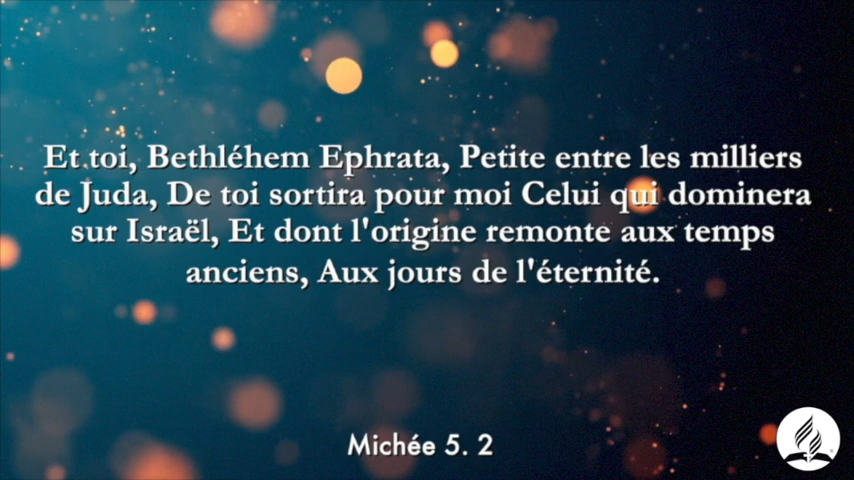 Et toi, Bethléhem Ephrata, Petite entre les milliers
de Juda, De toi sortira pour moi Celui qui dominera
sur Israël, Et dont l'origine remonte aux temps
anciens, Aux jours de l'éternité.
Michée 5. 2